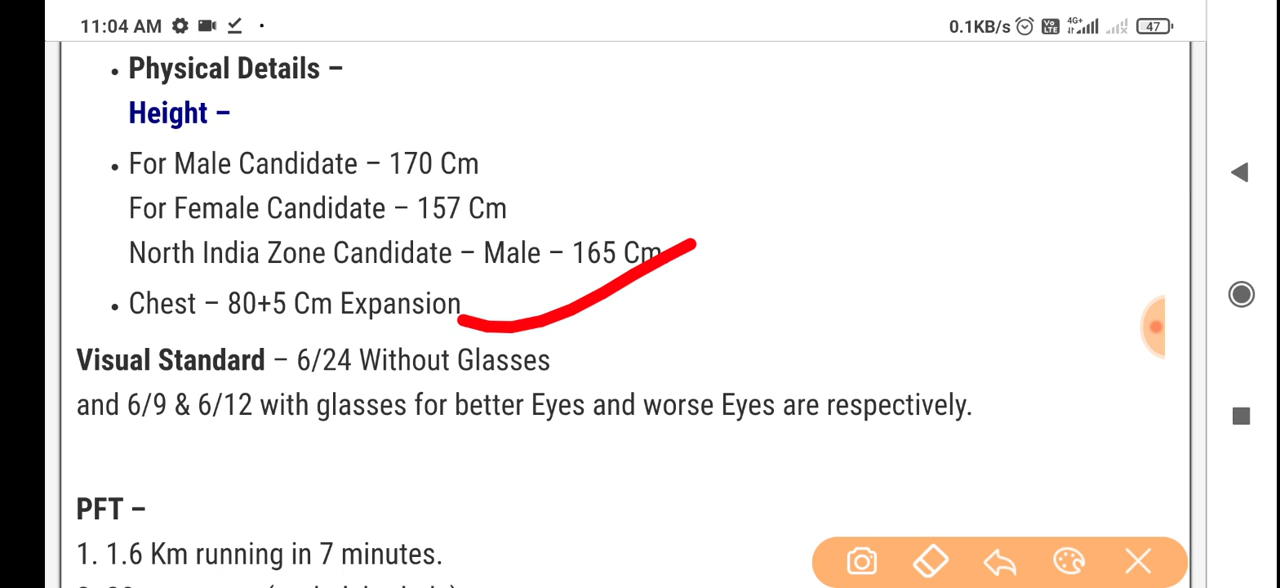 11:04 AM
0.1KB/s Vo LTE 4G+ 47
• Physical Details –
Height –
• For Male Candidate – 170 Cm
For Female Candidate – 157 Cm
North India Zone Candidate – Male – 165 Cm
• Chest – 80+5 Cm Expansion
Visual Standard – 6/24 Without Glasses
and 6/9 & 6/12 with glasses for better Eyes and worse Eyes are respectively.
PFT –
1. 1.6 Km running in 7 minutes.